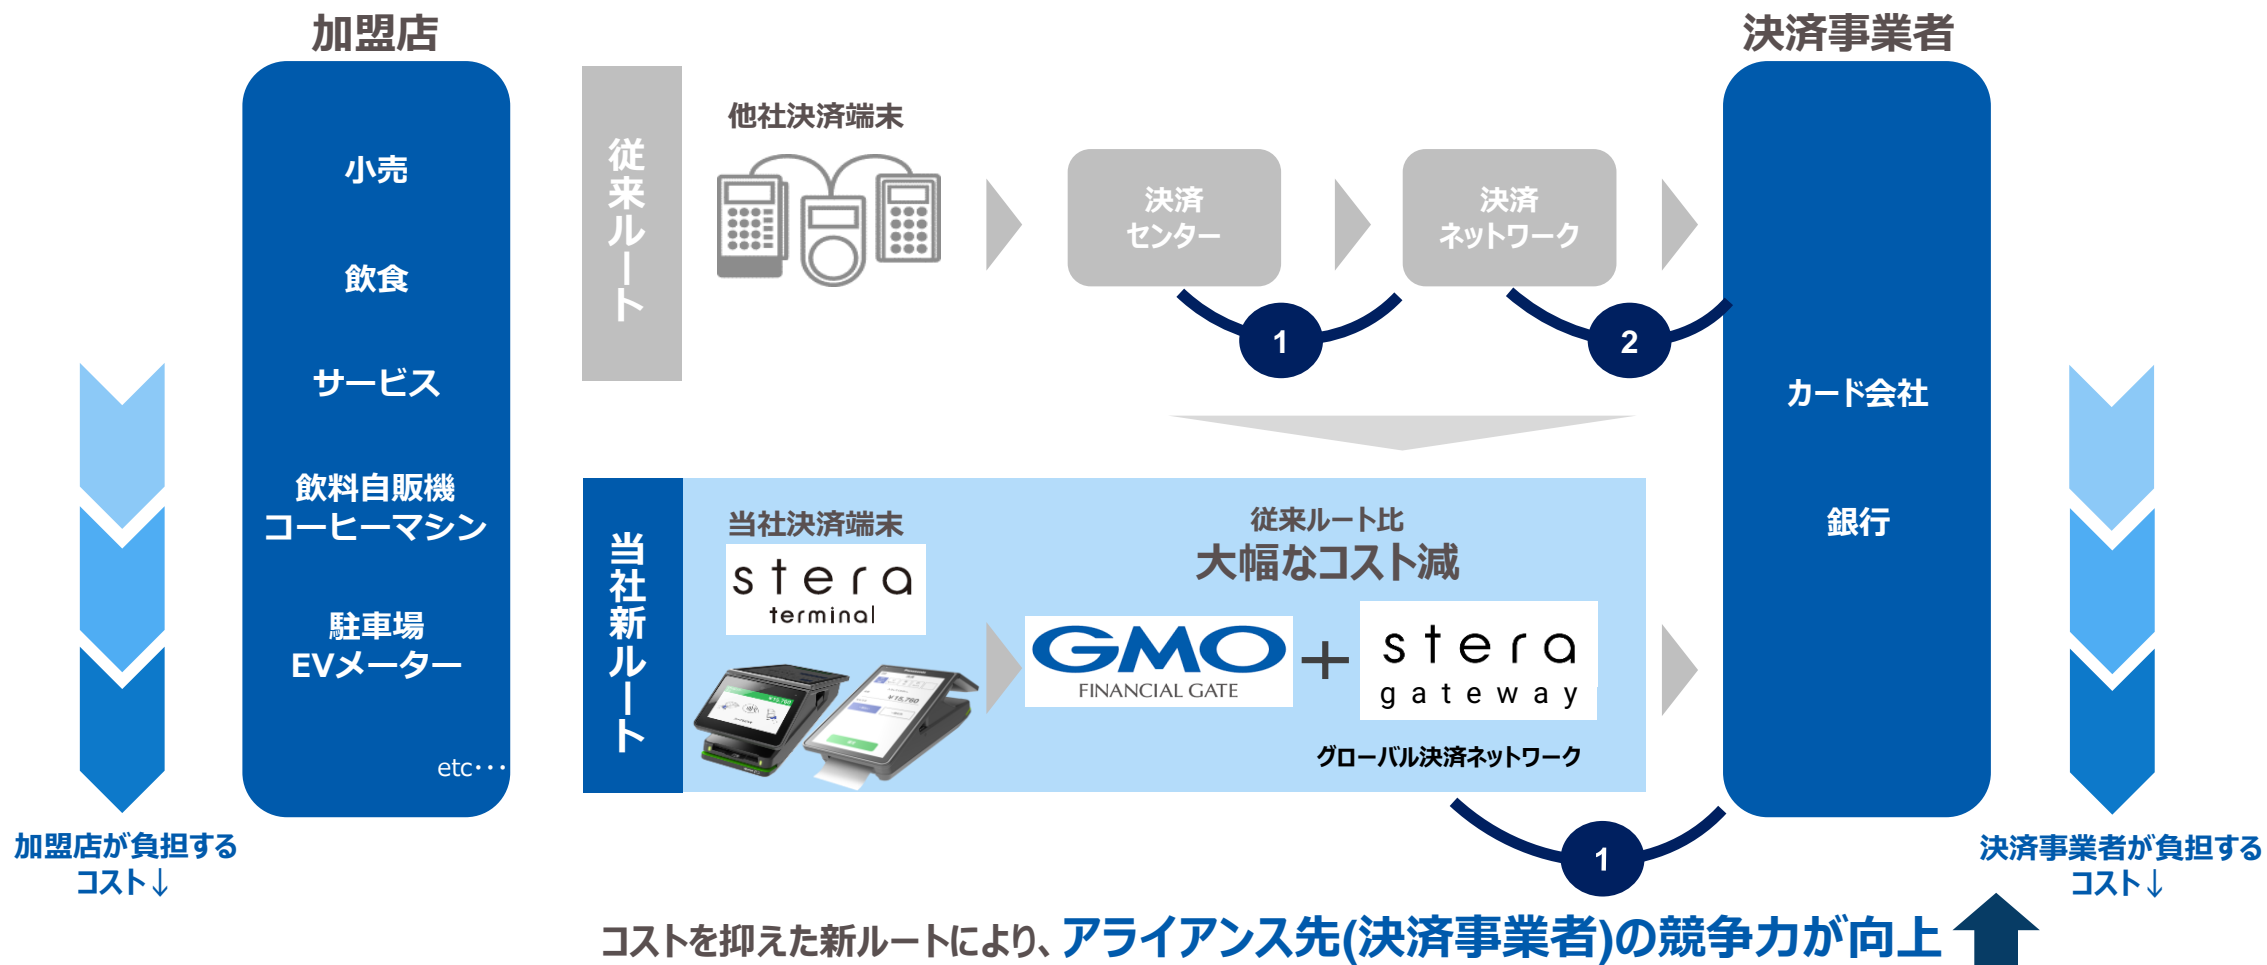 加盟店
決済事業者
小売
飲食
サービス
飲料自販機
コーヒーマシン
駐車場
EVメーター
etc・・・
従来ルート
他社決済端末
決済
センター
決済
ネットワーク
1
2
カード会社
銀行
当社新ルート
当社決済端末
stera
terminal
¥15,760
¥15,760
従来ルート比
大幅なコスト減
GMO
FINANCIAL GATE
+
stera
gateway
グローバル決済ネットワーク
1
加盟店が負担する
コスト↓
決済事業者が負担する
コスト↓
コストを抑えた新ルートにより、アライアンス先(決済事業者)の競争力が向上